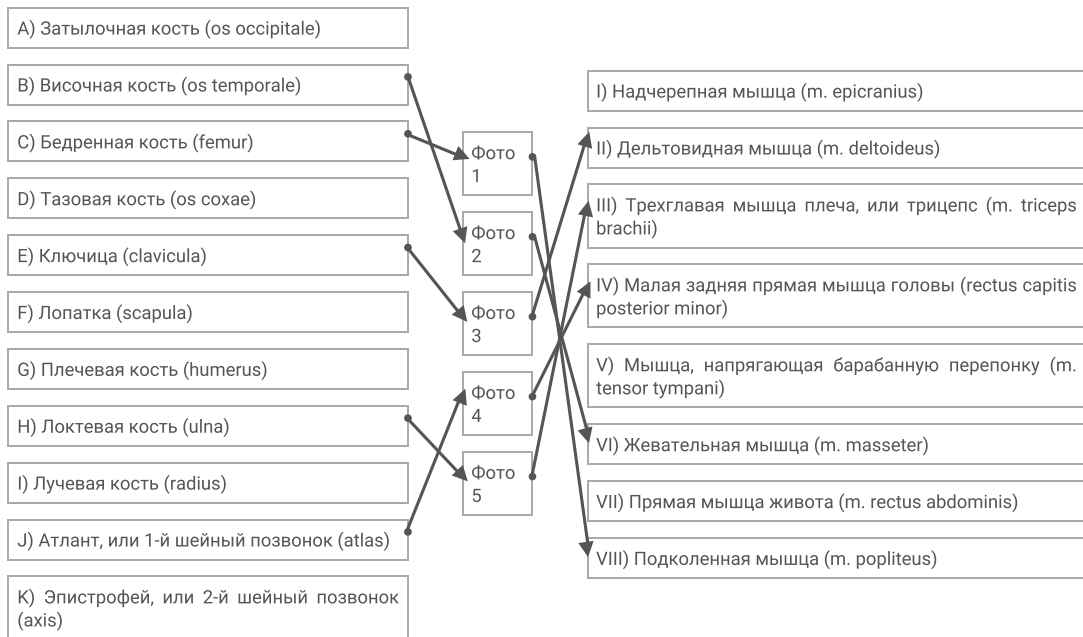 A) Затылочная кость (os occipitale)
B) Височная кость (os temporale)
C) Бедренная кость (femur)
D) Тазовая кость (os coxae)
E) Ключица (clavicula)
F) Лопатка (scapula)
G) Плечевая кость (humerus)
H) Локтевая кость (ulna)
I) Лучевая кость (radius)
J) Атлант, или 1-й шейный позвонок (atlas)
K) Эпистрофей, или 2-й шейный позвонок
(axis)
Фото
1
Фото
2
Фото
3
Фото
4
Фото
5
I) Надчерепная мышца (m. epicranius)
II) Дельтовидная мышца (m. deltoideus)
III) Трехглавая мышца плеча, или трицепс (m. triceps
brachii)
IV) Малая задняя прямая мышца головы (rectus capitis
posterior minor)
V) Мышца, напрягающая барабанную перепонку (m.
tensor tympani)
VI) Жевательная мышца (m. masseter)
VII) Прямая мышца живота (m. rectus abdominis)
VIII) Подколенная мышца (m. popliteus)